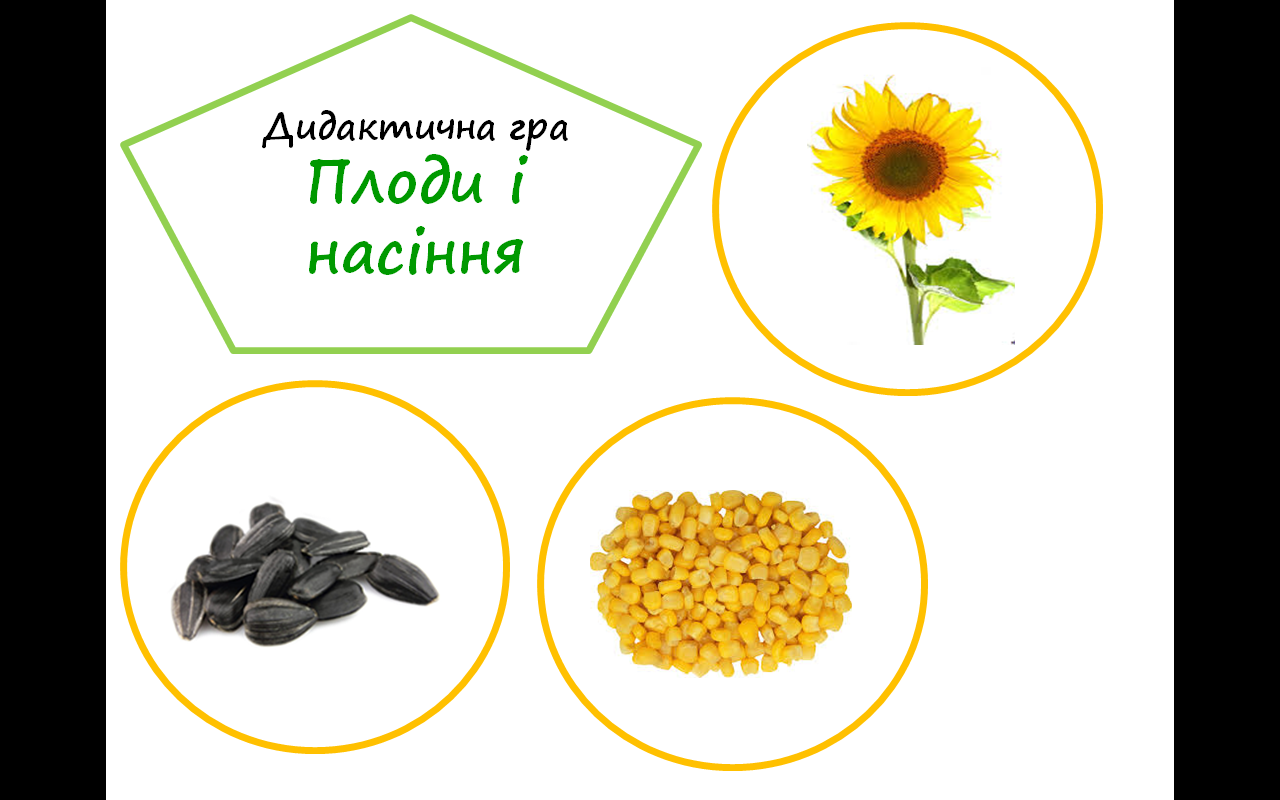 Дидактична гра
Плоди і
насіння